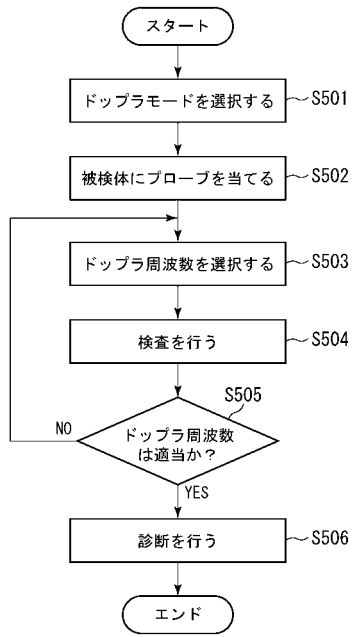 スタート
ドップラモードを選択する
S501
被検体にプローブを当てる
S502
ドップラ周波数を選択する
S503
検査を行う
S504
S505
ドップラ周波数
は適当か?
NO
YES
診断を行う
S506
エンド